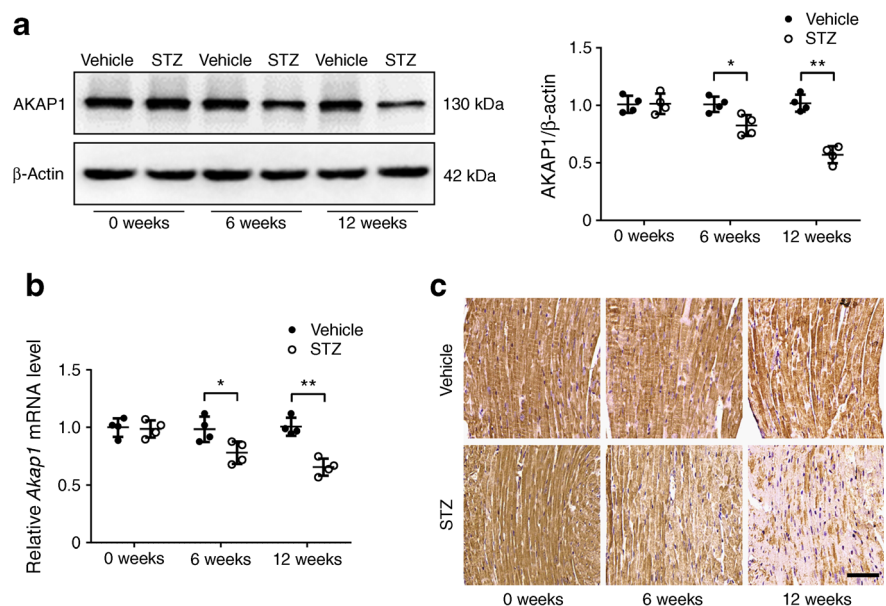 a
Vehicle STZ Vehicle STZ Vehicle STZ
AKAP1
130 kDa
β-Actin
42 kDa
0 weeks 6 weeks 12 weeks
Vehicle
STZ
AKAP1/β-actin
1.5
1.0
0.5
0
* **
0 weeks 6 weeks 12 weeks
b
Vehicle
STZ
Relative Akap1 mRNA level
1.5
1.0
0.5
0
* **
0 weeks 6 weeks 12 weeks
c
Vehicle
STZ
0 weeks 6 weeks 12 weeks